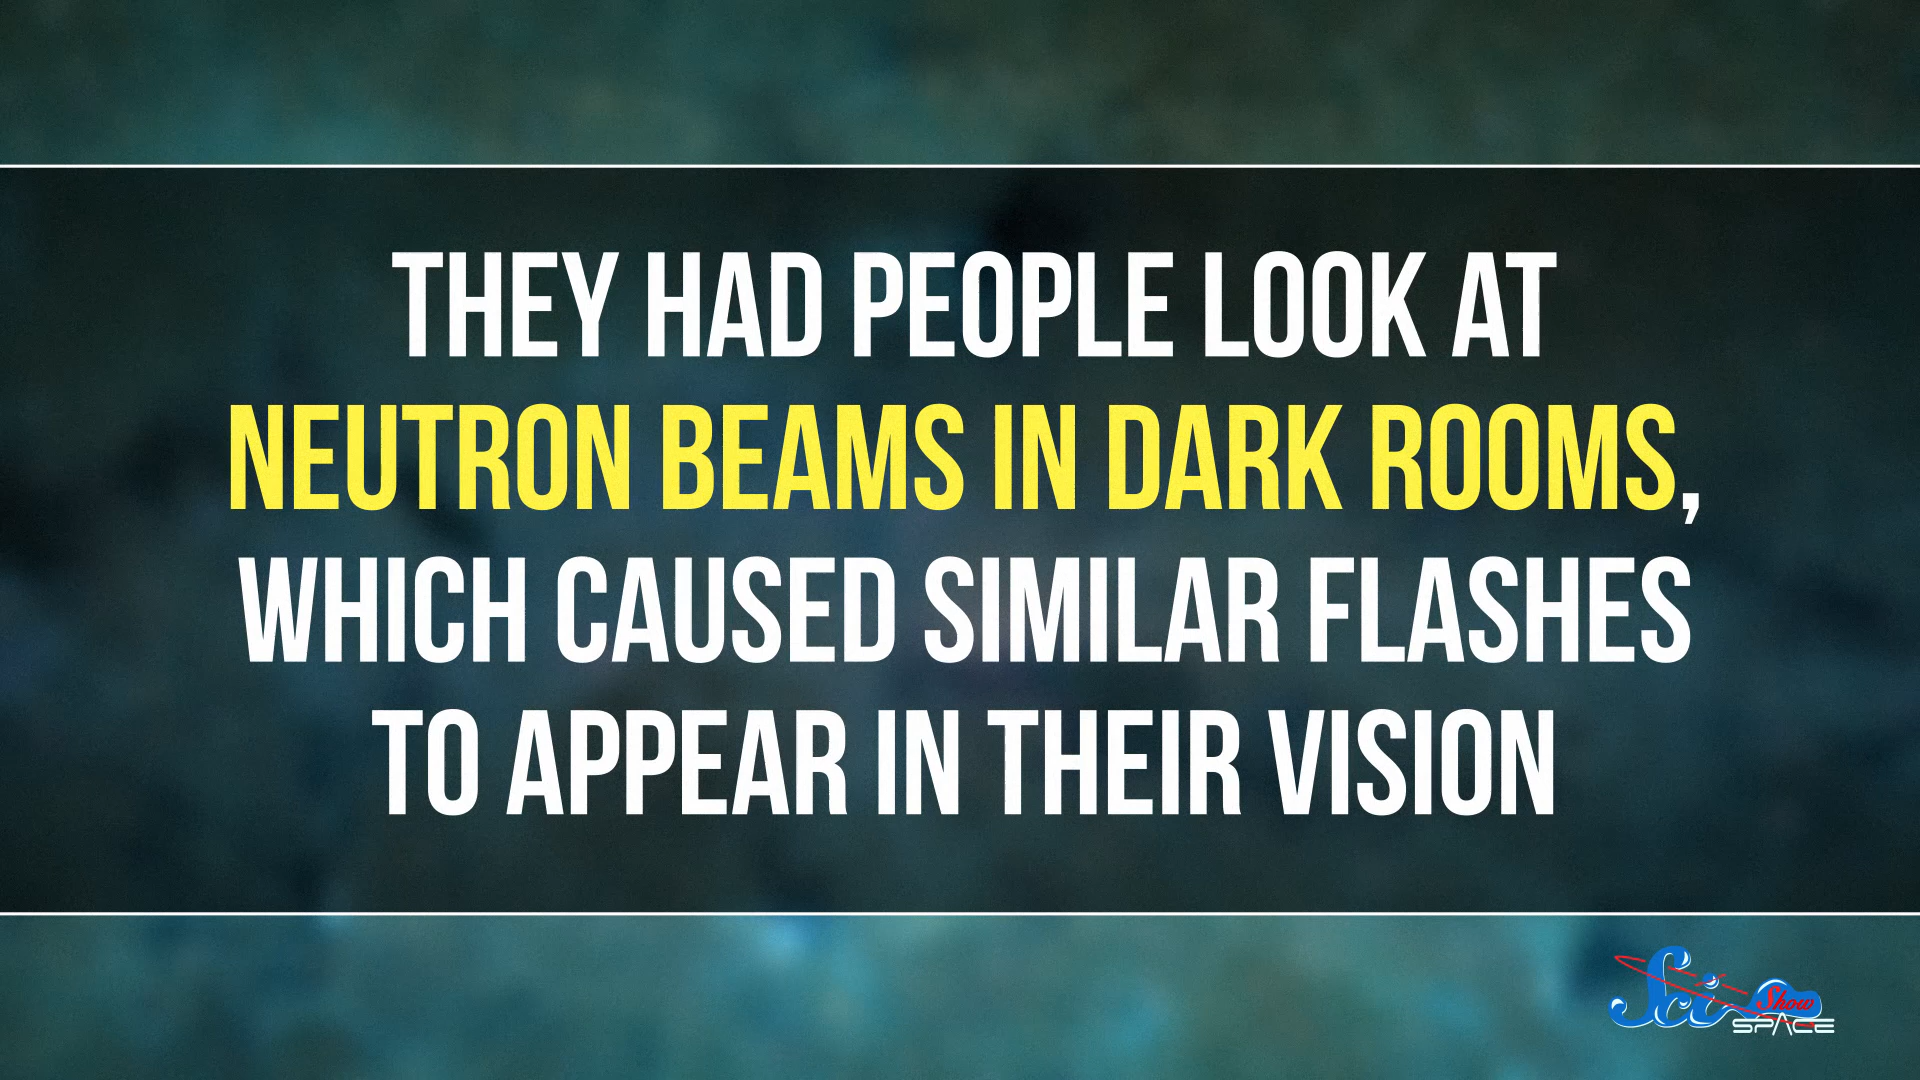 THEY HAD PEOPLE LOOK AT
NEUTRON BEAMS IN DARK ROOMS,
WHICH CAUSED SIMILAR FLASHES
TO APPEAR IN THEIR VISION
Sci Show
SPACE